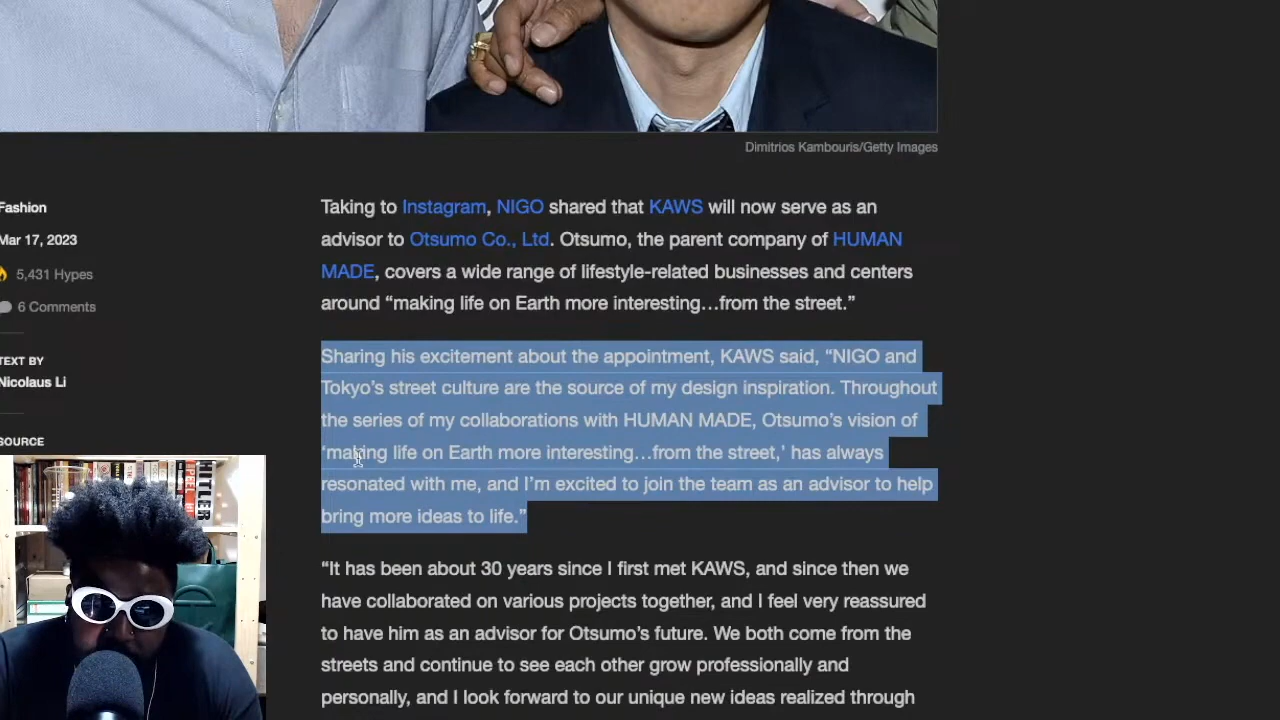 Dimitrios Kambouris/Getty Images
Fashion
Mar 17, 2023
5,431 Hypes
6 Comments
TEXT BY
Nicolaus Li
SOURCE
Taking to Instagram, NIGO shared that KAWS will now serve as an
advisor to Otsumo Co., Ltd. Otsumo, the parent company of HUMAN
MADE, covers a wide range of lifestyle-related businesses and centers
around “making life on Earth more interesting…from the street.”
Sharing his excitement about the appointment, KAWS said, “NIGO and
Tokyo’s street culture are the source of my design inspiration. Throughout
the series of my collaborations with HUMAN MADE, Otsumo’s vision of
‘making life on Earth more interesting…from the street,’ has always
resonated with me, and I’m excited to join the team as an advisor to help
bring more ideas to life.”
“It has been about 30 years since I first met KAWS, and since then we
have collaborated on various projects together, and I feel very reassured
to have him as an advisor for Otsumo’s future. We both come from the
streets and continue to see each other grow professionally and
personally, and I look forward to our unique new ideas realized through
HITLER